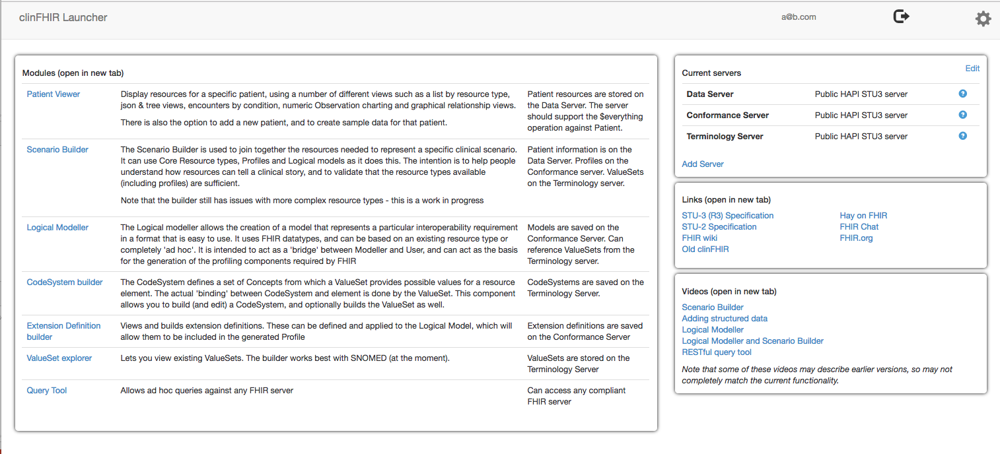 clinFHIR Launcher
a@b.com
Modules (open in new tab)
Patient Viewer
Display resources for a specific patient, using a number of different views such as a list by resource type,
json & tree views, encounters by condition, numeric Observation charting and graphical relationship views.
There is also the option to add a new patient, and to create sample data for that patient.
Patient resources are stored on
the Data Server. The server
should support the $everything
operation against Patient.
Scenario Builder
The Scenario Builder is used to join together the resources needed to represent a specific clinical scenario.
It can use Core Resource types, Profiles and Logical models as it does this. The intention is to help people
understand how resources can tell a clinical story, and to validate that the resource types available
(including profiles) are sufficient.
Note that the builder still has issues with more complex resource types - this is a work in progress
Patient information is on the
Data Server. Profiles on the
Conformance server. ValueSets
on the Terminology server.
Logical Modeller
The Logical modeller allows the creation of a model that represents a particular interoperability requirement
in a format that is easy to use. It uses FHIR datatypes, and can be based on an existing resource type or
completely 'ad hoc'. It is intended to act as a 'bridge' between Modeller and User, and can act as the basis
for the generation of the profiling components required by FHIR
Models are saved on the
Conformance Server. Can
reference ValueSets from the
Terminology server.
CodeSystem builder
The CodeSystem defines a set of Concepts from which a ValueSet provides possible values for a resource
element. The actual 'binding' between CodeSystem and element is done by the ValueSet. This component
allows you to build (and edit) a CodeSystem, and optionally builds the ValueSet as well.
CodeSystems are saved on the
Terminology Server.
Extension Definition
builder
Views and builds extension definitions. These can be defined and applied to the Logical Model, which will
allow them to be included in the generated Profile
Extension definitions are saved
on the Conformance Server
ValueSet explorer
Lets you view existing ValueSets. The builder works best with SNOMED (at the moment).
ValueSets are stored on the
Terminology Server
Query Tool
Allows ad hoc queries against any FHIR server
Can access any compliant
FHIR server
Current servers
Edit
Data Server Public HAPI STU3 server ?
Conformance Server Public HAPI STU3 server ?
Terminology Server Public HAPI STU3 server ?
Add Server
Links (open in new tab)
STU-3 (R3) Specification
STU-2 Specification
FHIR wiki
Old clinFHIR
Hay on FHIR
FHIR Chat
FHIR.org
Videos (open in new tab)
Scenario Builder
Adding structured data
Logical Modeller
Logical Modeller and Scenario Builder
RESTful query tool
Note that some of these videos may describe earlier versions, so may not
completely match the current functionality.